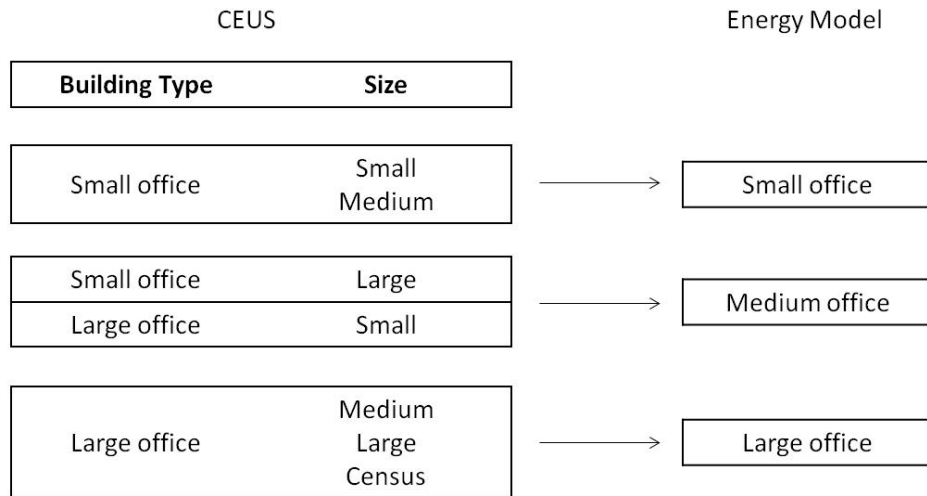 CEUS Energy Model
Building Type Size
Small office Small Medium Small office
Small office Large
Large office Small
Medium office
Large office Medium Large Census Large office